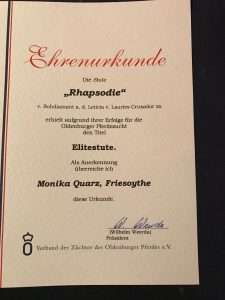 Ehrenurkunde
Die Stute
„Rhapsodie"
v. Rohdiamant a. d. Leticia v. Lauries Crusador xx
erhielt aufgrund ihrer Erfolge für die
Oldenburger Pferdezucht
den Titel
Elitestute.
Als Anerkennung
überreiche ich
Monika Quarz, Friesoythe
diese Urkunde.
(Wilhelm Weerda)
Präsident
Verband der Züchter des Oldenburger Pferdes e.V.